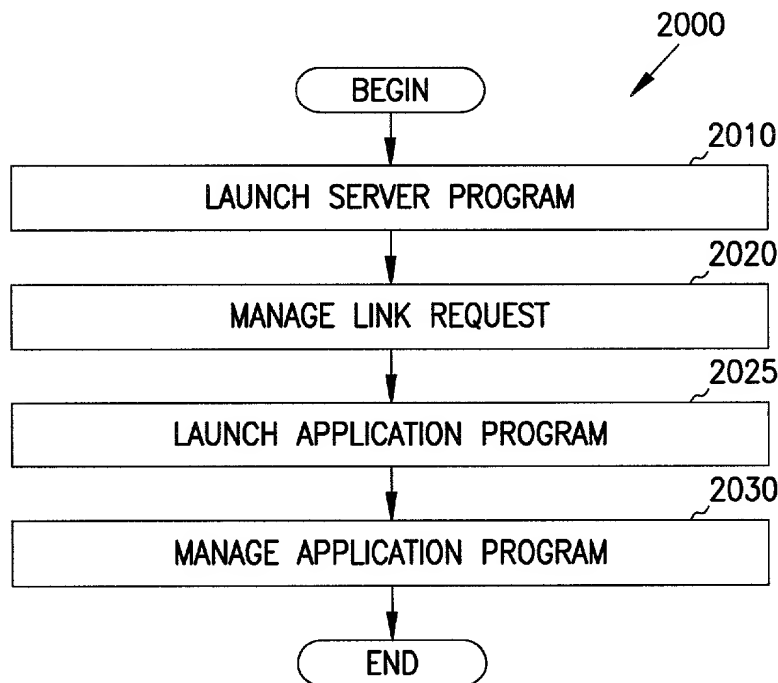 2000
BEGIN
2010
LAUNCH SERVER PROGRAM
2020
MANAGE LINK REQUEST
2025
LAUNCH APPLICATION PROGRAM
2030
MANAGE APPLICATION PROGRAM
END